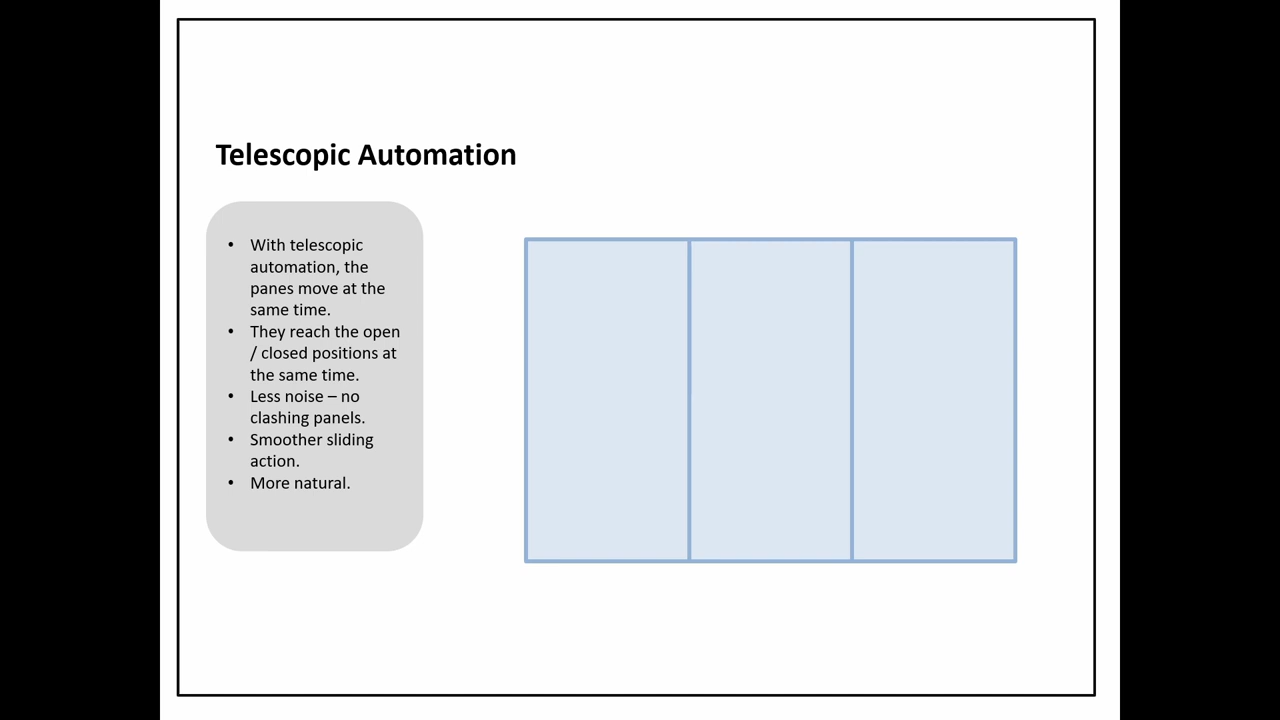 Telescopic Automation
• With telescopic
automation, the
panes move at the
same time.
• They reach the open
/ closed positions at
the same time.
• Less noise – no
clashing panels.
• Smoother sliding
action.
• More natural.